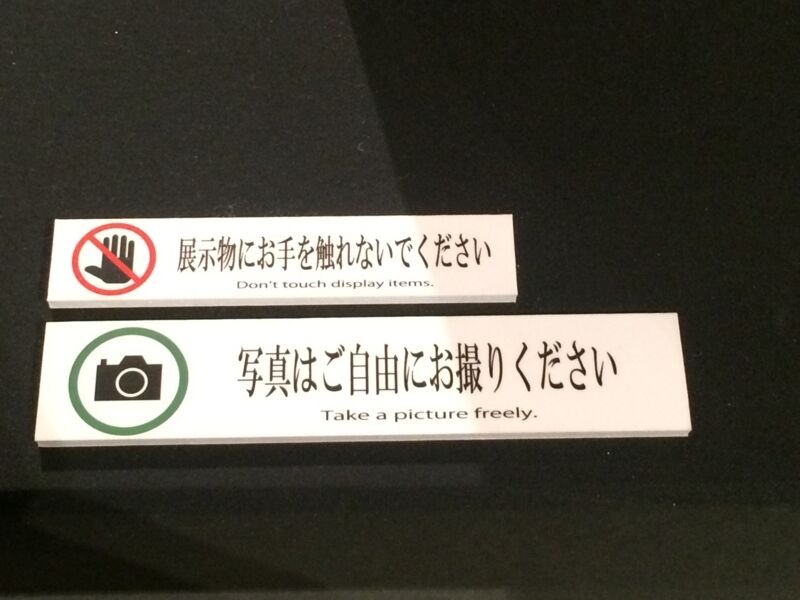 展示物にお手を触れないでください
Don't touch display items.
写真はご自由にお撮りください
Take a picture freely.